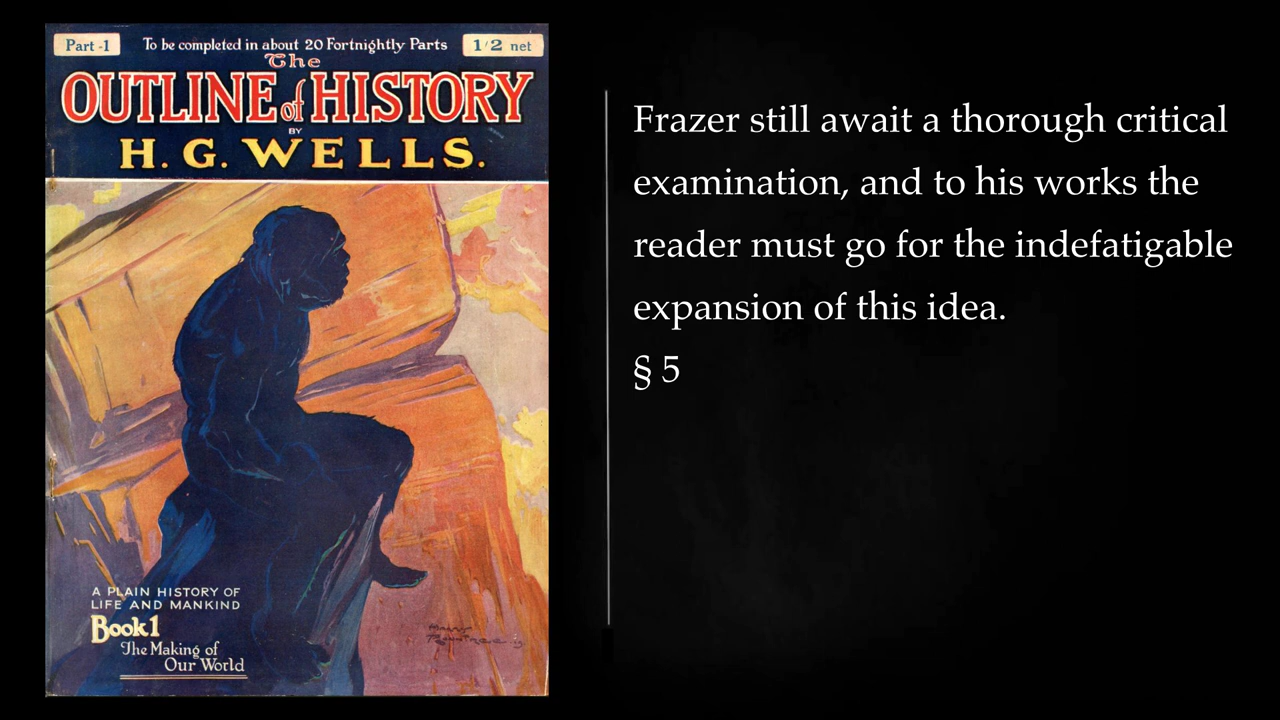 Part -1
To be completed in about 20 Fortnightly Parts
1/2 net
The
OUTLINE of HISTORY
BY
H. G. WELLS.
A PLAIN HISTORY OF
LIFE AND MANKIND
Book 1
The Making of
Our World
Frazer still await a thorough critical
examination, and to his works the
reader must go for the indefatigable
expansion of this idea.
§ 5